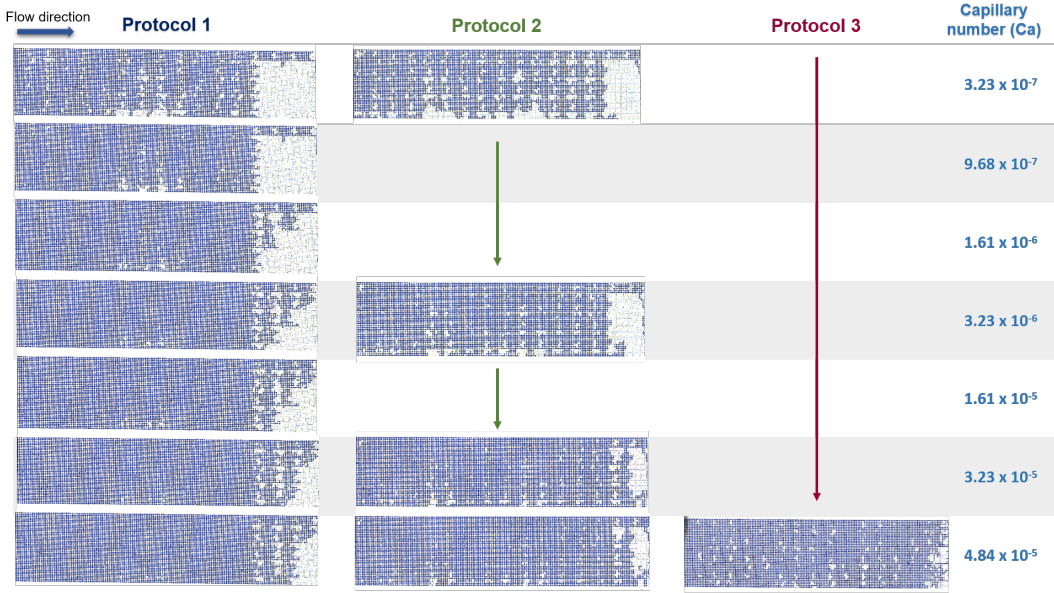 Flow direction
Protocol 1
Protocol 2
Protocol 3
Capillary
number (Ca)
3.23 x 10⁻⁷
9.68 x 10⁻⁷
1.61 x 10⁻⁶
3.23 x 10⁻⁶
1.61 x 10⁻⁵
3.23 x 10⁻⁵
4.84 x 10⁻⁵